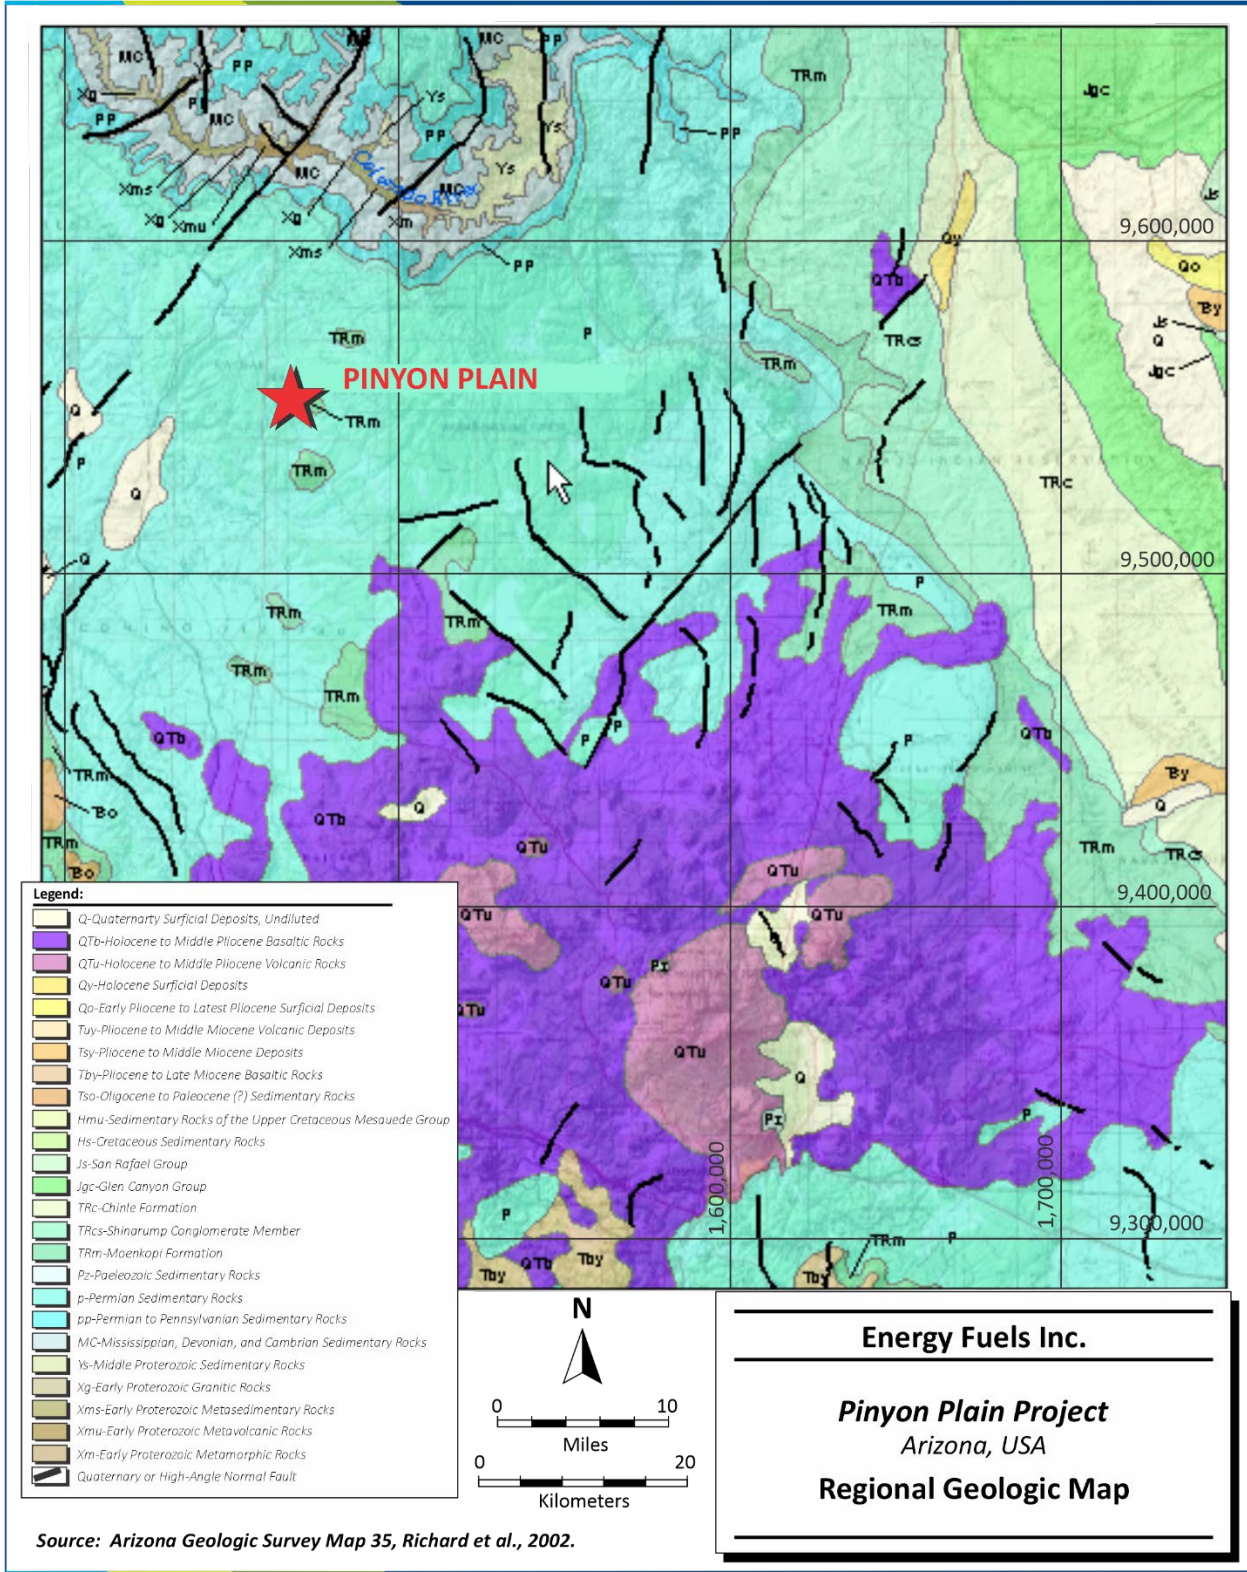 MC
PP
MC
PP
TRm
Jgc
Xg
Ys
PP
MC
Ys
PP
PP
Ys
Colorado River
MC
MC
Js
Xms
Xg
Xmu
Xg
Xm
Xms
PP
9,600,000
Qy
Qo
QTb
By
TRm
P
TRcs
Js
Q
Jgc
TRm
PINYON PLAIN
Q
TRm
P
TRm
Q
TRc
Q
9,500,000
P
TRm
TRm
TRm
TRm
TRm
QTb
P
P
P
QTb
TRm
By
Bo
Q
Q
QTb
TRm
QTu
TRm
TRcs
Bo
QTu
9,400,000
QTu
QTu
Pz
QTu
QTu
QTu
Q
P
Pz
1,600,000
1,700,000
P
9,300,000
TRm
P
QTb
Tby
Tby
Tby
Legend:
Q-Quaternarty Surficial Deposits, Undiluted
QTb-Holocene to Middle Pliocene Basaltic Rocks
QTu-Holocene to Middle Pliocene Volcanic Rocks
Qy-Holocene Surficial Deposits
Qo-Early Pliocene to Latest Pliocene Surficial Deposits
Tuy-Pliocene to Middle Miocene Volcanic Deposits
Tsy-Pliocene to Middle Miocene Deposits
Tby-Pliocene to Late Miocene Basaltic Rocks
Tso-Oligocene to Paleocene (?) Sedimentary Rocks
Hmu-Sedimentary Rocks of the Upper Cretaceous Mesauede Group
Hs-Cretaceous Sedimentary Rocks
Js-San Rafael Group
Jgc-Glen Canyon Group
TRc-Chinle Formation
TRcs-Shinarump Conglomerate Member
TRm-Moenkopi Formation
Pz-Paeleozoic Sedimentary Rocks
p-Permian Sedimentary Rocks
pp-Permian to Pennsylvanian Sedimentary Rocks
MC-Mississippian, Devonian, and Cambrian Sedimentary Rocks
Ys-Middle Proterozoic Sedimentary Rocks
Xg-Early Proterozoic Granitic Rocks
Xms-Early Proterozoic Metasedimentary Rocks
Xmu-Early Proterozoic Metavolcanic Rocks
Xm-Early Proterozoic Metamorphic Rocks
Quaternary or High-Angle Normal Fault
N
0 10
Miles
0 20
Kilometers
Energy Fuels Inc.
Pinyon Plain Project
Arizona, USA
Regional Geologic Map
Source: Arizona Geologic Survey Map 35, Richard et al., 2002.